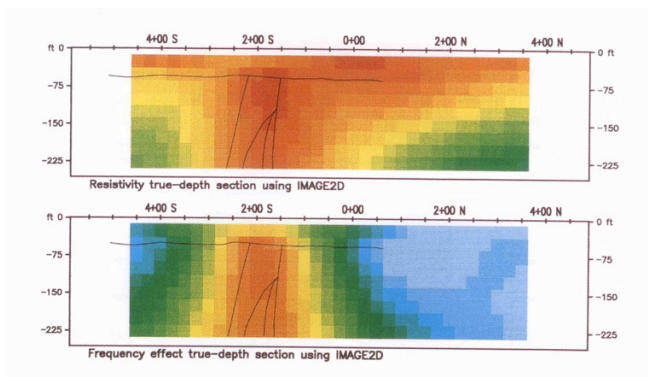 4+00 S 2+00 S 0+00 2+00 N 4+00 N
ft 0 0 ft
-75 -75
-150 -150
-225 -225
Resistivity true-depth section using IMAGE2D
4+00 S 2+00 S 0+00 2+00 N 4+00 N
ft 0 0 ft
-75 -75
-150 -150
-225 -225
Frequency effect true-depth section using IMAGE2D